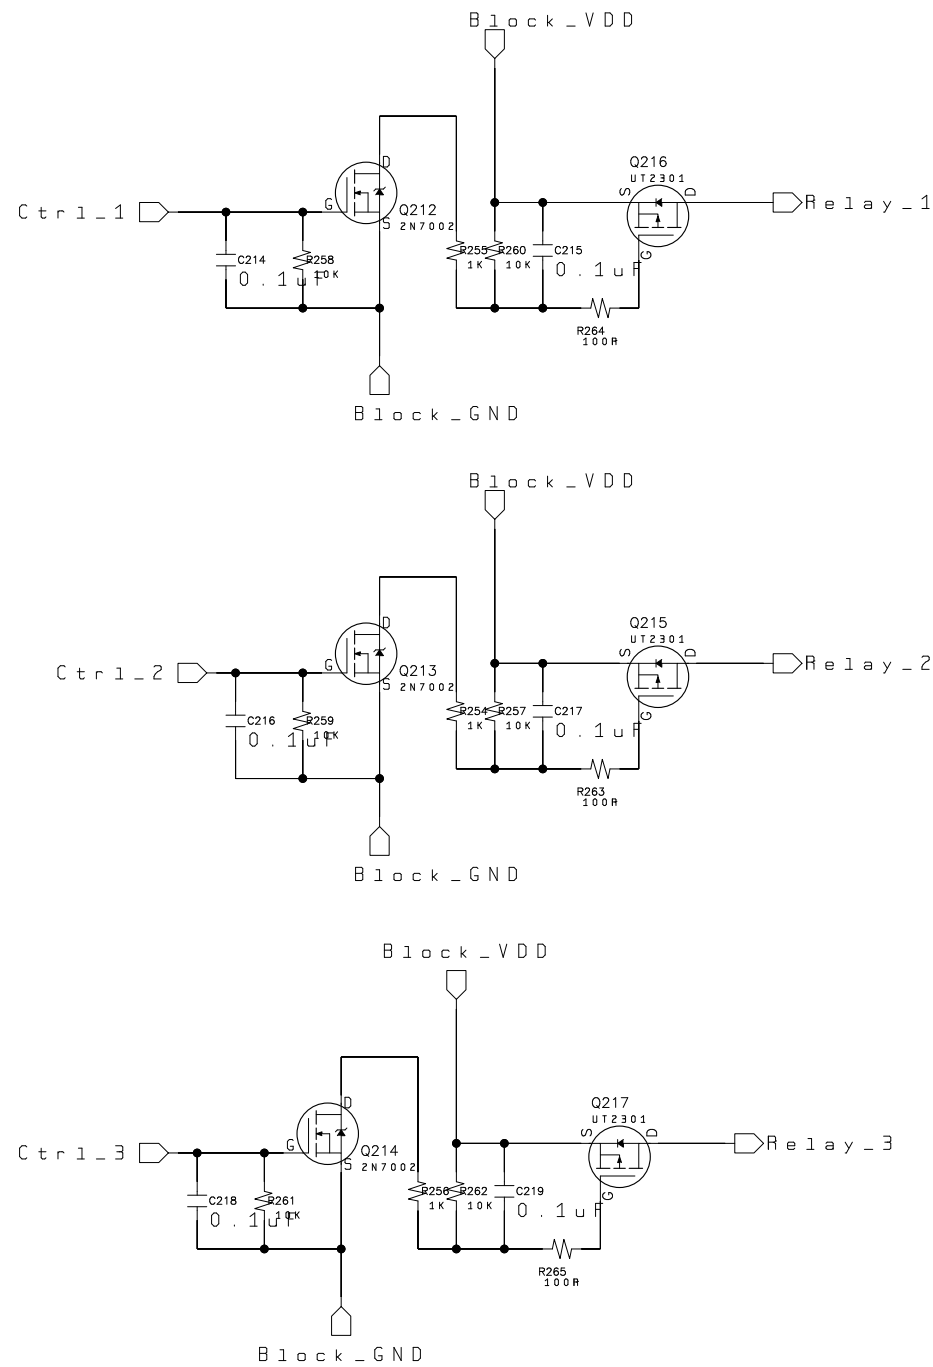 Block_VDD
Q216
UT2301
S
D
Relay_1
D
Ctrl_1
G
Q212
S
2N7002
R255
1K
R260
10K
C215
0.1uF
G
C214
0.1uF
R258
10K
R264
100R
Block_GND
Block_VDD
Q215
UT2301
S
D
Relay_2
D
Ctrl_2
G
Q213
S
2N7002
R254
1K
R257
10K
C217
0.1uF
G
C216
0.1uF
R259
10K
R263
100R
Block_GND
Block_VDD
Q217
UT2301
S
D
Relay_3
D
Ctrl_3
G
Q214
S
2N7002
R256
1K
R262
10K
C219
0.1uF
G
C218
0.1uF
R261
10K
R265
100R
Block_GND